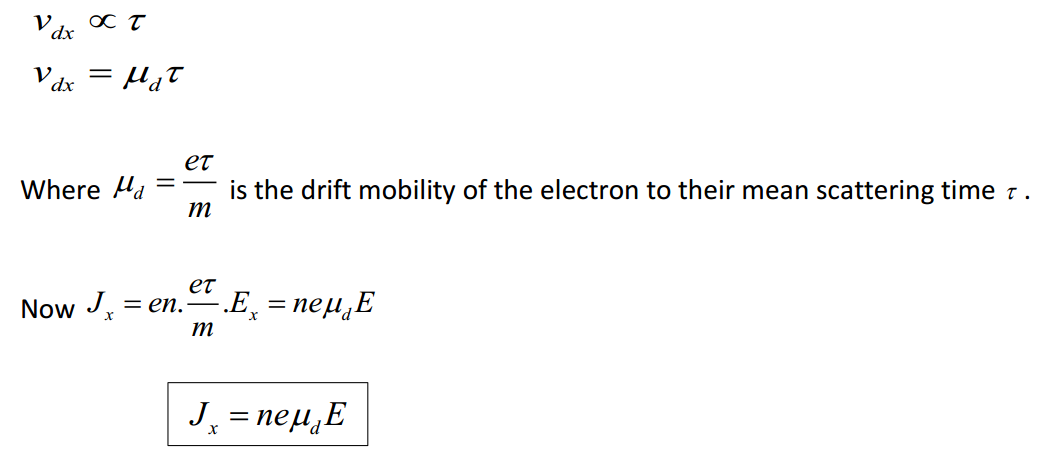 v_dx ∝ τ
v_dx = μ_d τ
Where μ_d = eτ/m is the drift mobility of the electron to their mean scattering time τ .
Now J_x = en. eτ/m .E_x = neμ_d E
J_x = neμ_d E